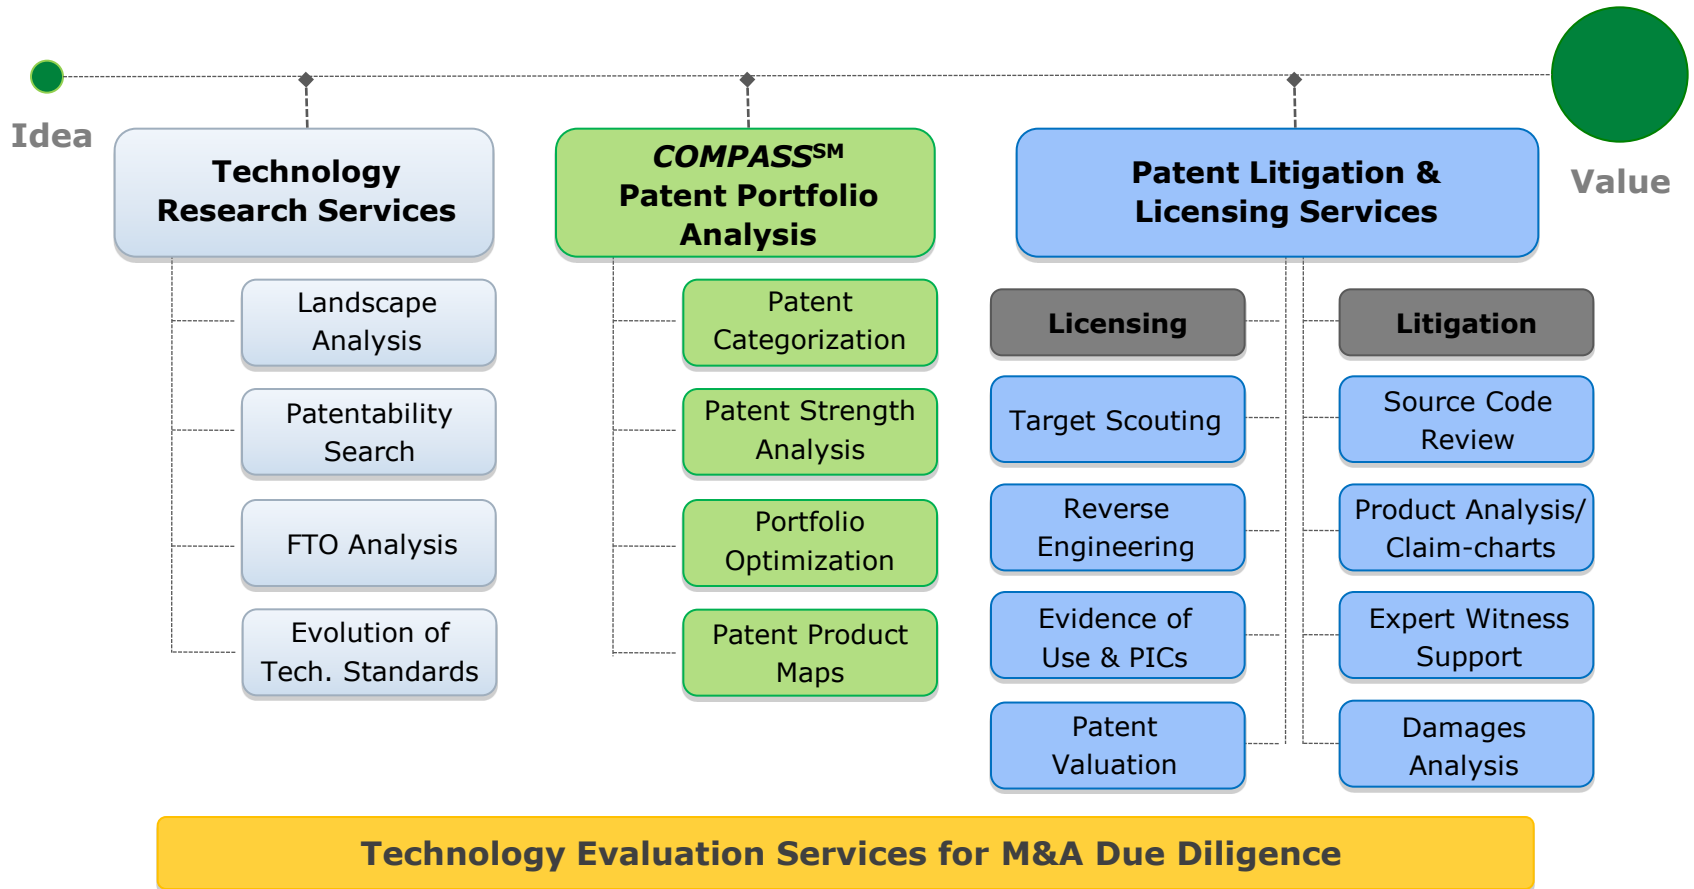 Idea
Value
Technology
Research Services
Landscape
Analysis
Patentability
Search
FTO Analysis
Evolution of
Tech. Standards
COMPASS℠
Patent Portfolio
Analysis
Patent
Categorization
Patent Strength
Analysis
Portfolio
Optimization
Patent Product
Maps
Patent Litigation &
Licensing Services
Licensing
Target Scouting
Reverse
Engineering
Evidence of
Use & PICs
Patent
Valuation
Litigation
Source Code
Review
Product Analysis/
Claim-charts
Expert Witness
Support
Damages
Analysis
Technology Evaluation Services for M&A Due Diligence